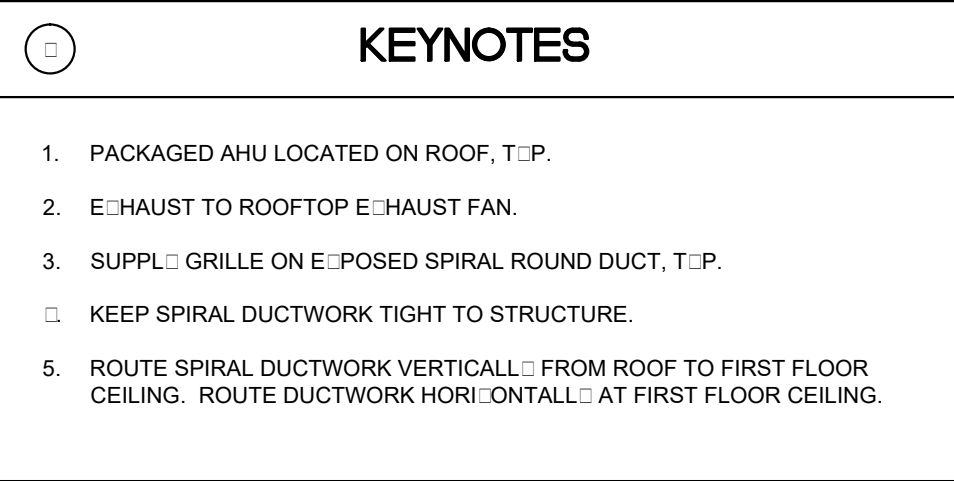 □
KEYNOTES
1. PACKAGED AHU LOCATED ON ROOF, T□P.
2. E□HAUST TO ROOFTOP E□HAUST FAN.
3. SUPPL□ GRILLE ON E□POSED SPIRAL ROUND DUCT, T□P.
□. KEEP SPIRAL DUCTWORK TIGHT TO STRUCTURE.
5. ROUTE SPIRAL DUCTWORK VERTICALL□ FROM ROOF TO FIRST FLOOR
CEILING. ROUTE DUCTWORK HORI□ONTALL□ AT FIRST FLOOR CEILING.